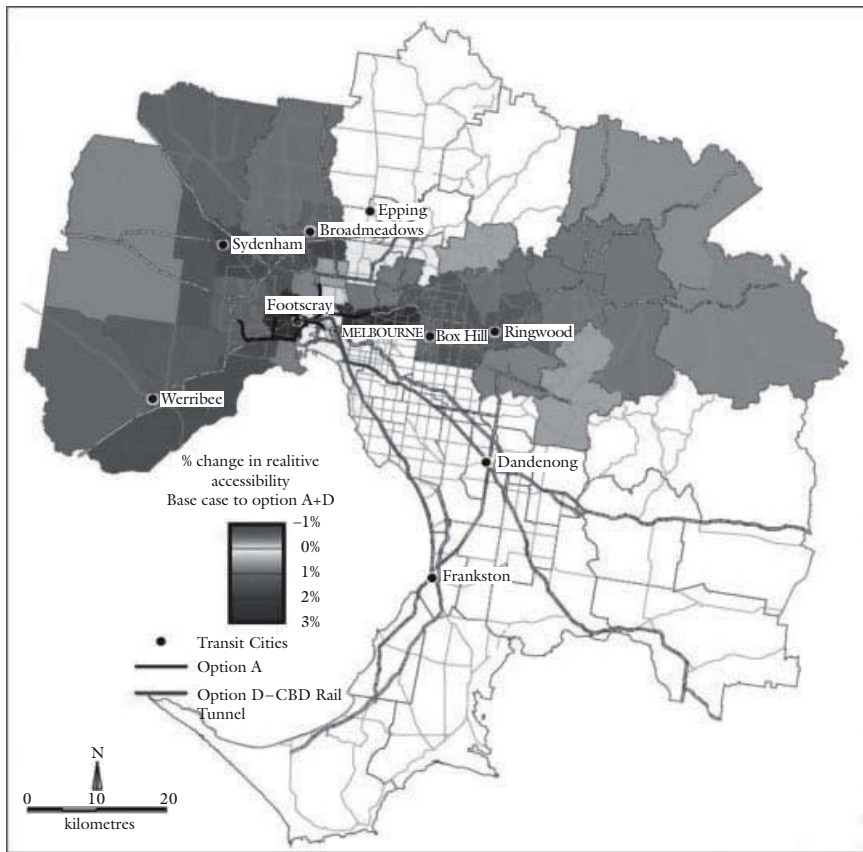 Epping
Broadmeadows
Sydenham
Footscray
MELBOURNE
Box Hill
Ringwood
Werribee
Dandenong
% change in realitive
accessibility
Base case to option A+D
–1%
0%
1%
2%
3%
Frankston
Transit Cities
Option A
Option D–CBD Rail
Tunnel
N
0 10 20
kilometres